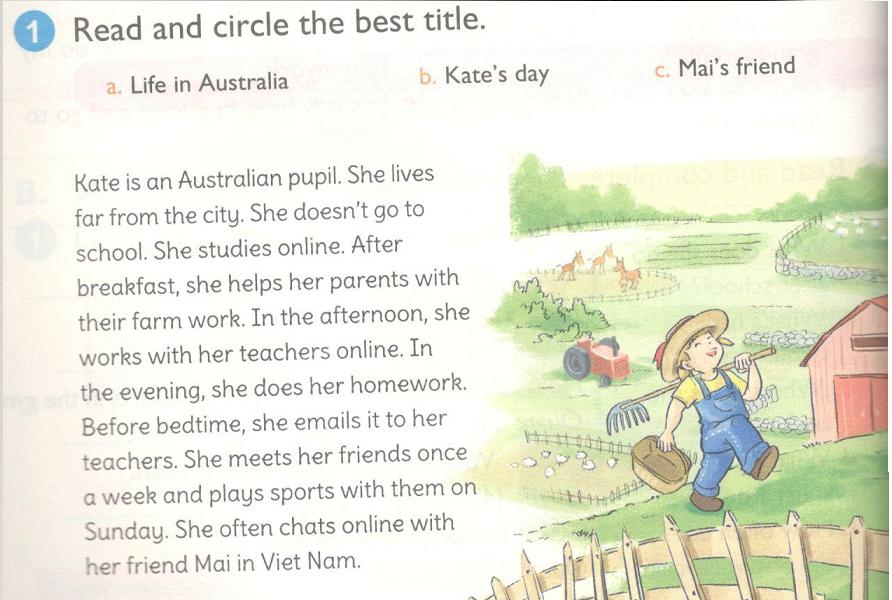 1 Read and circle the best title.
a. Life in Australia b. Kate's day c. Mai's friend
Kate is an Australian pupil. She lives
far from the city. She doesn't go to
school. She studies online. After
breakfast, she helps her parents with
their farm work. In the afternoon, she
works with her teachers online. In
the evening, she does her homework.
Before bedtime, she emails it to her
teachers. She meets her friends once
a week and plays sports with them on
Sunday. She often chats online with
her friend Mai in Viet Nam.